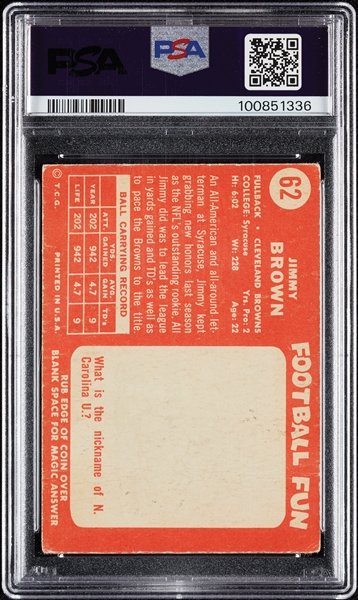 PSA
PSA
100851336
62
JIMMY
BROWN
FULLBACK • CLEVELAND BROWNS
COLLEGE: Syracuse Yrs. Pro: 2
Ht: 6:02 Wt: 228 Age: 22
An All-American and all-around let-
terman at Syracuse, Jimmy kept
grabbing new honors last season
as the NFL's outstanding rookie. All
Jimmy did was to lead the league
in yards gained and TD's as well as
to pace the Browns to the title.
BALL CARRYING RECORD
ATT. YDS. GAINED AVG. GAIN TD's
YEAR 202 942 4.7 9
LIFE 202 942 4.7 9
© T.C.G. PRINTED IN U.S.A.
FOOTBALL FUN
What is the nickname of N.
Carolina U.?
RUB EDGE OF COIN OVER
BLANK SPACE FOR MAGIC ANSWER